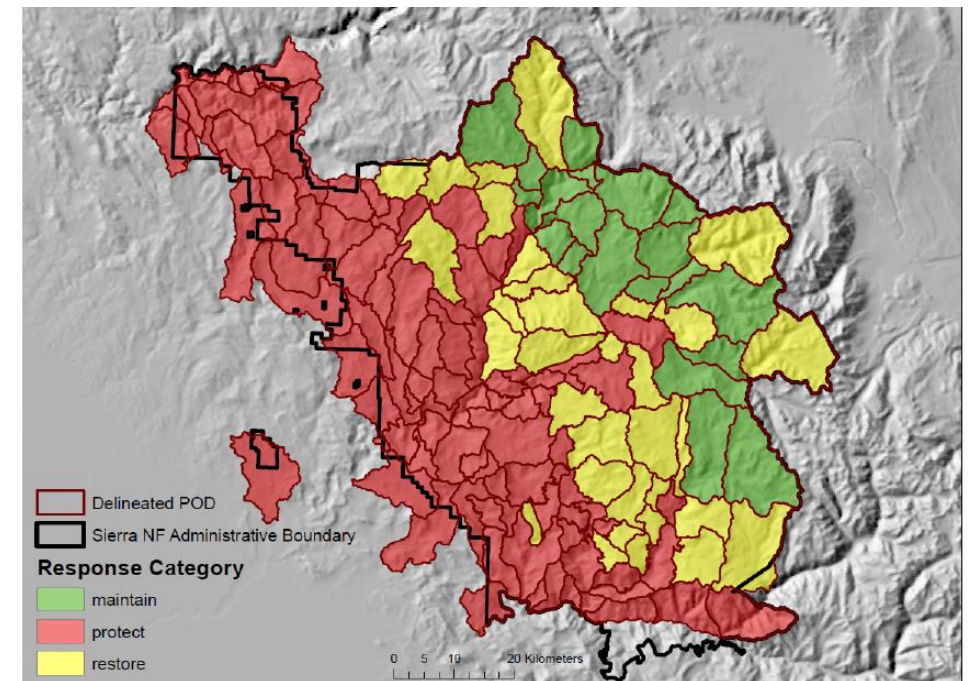 Delineated POD
Sierra NF Administrative Boundary
Response Category
maintain
protect
restore
0 5 10 20 Kilometers